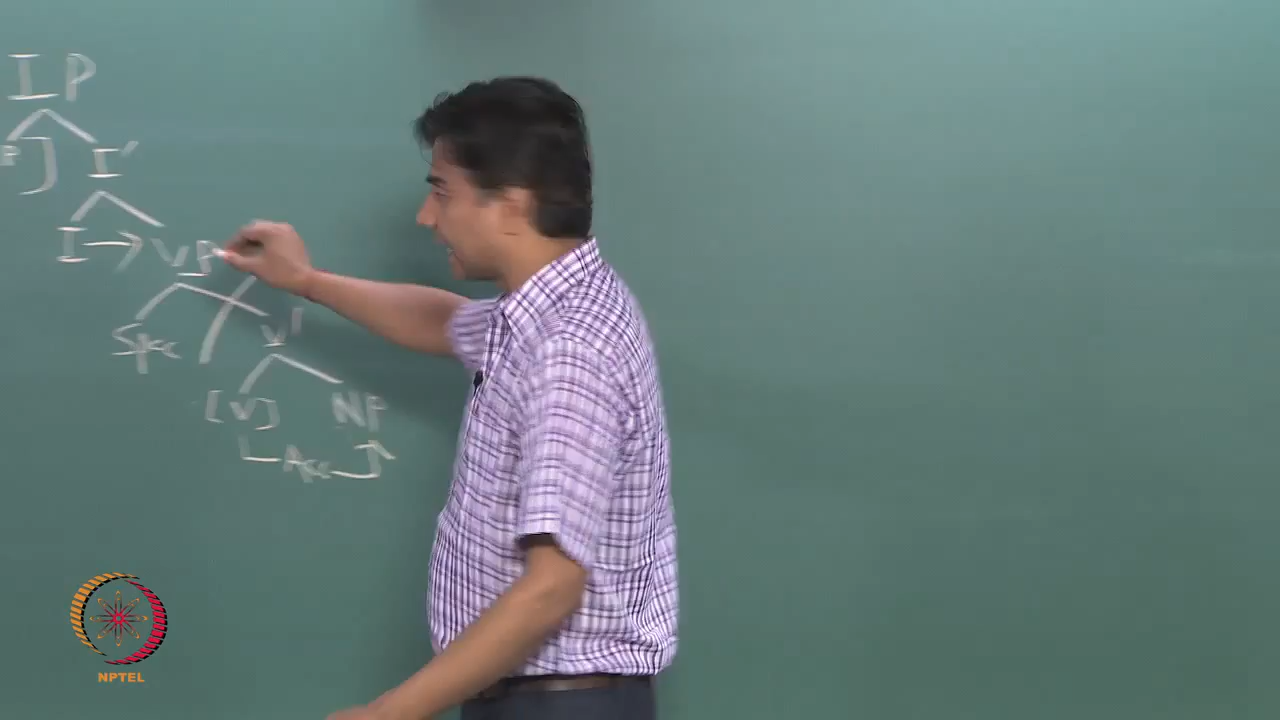 IP
P] I'
I → VP
Spec V'
[V] NP
Acc
NPTEL